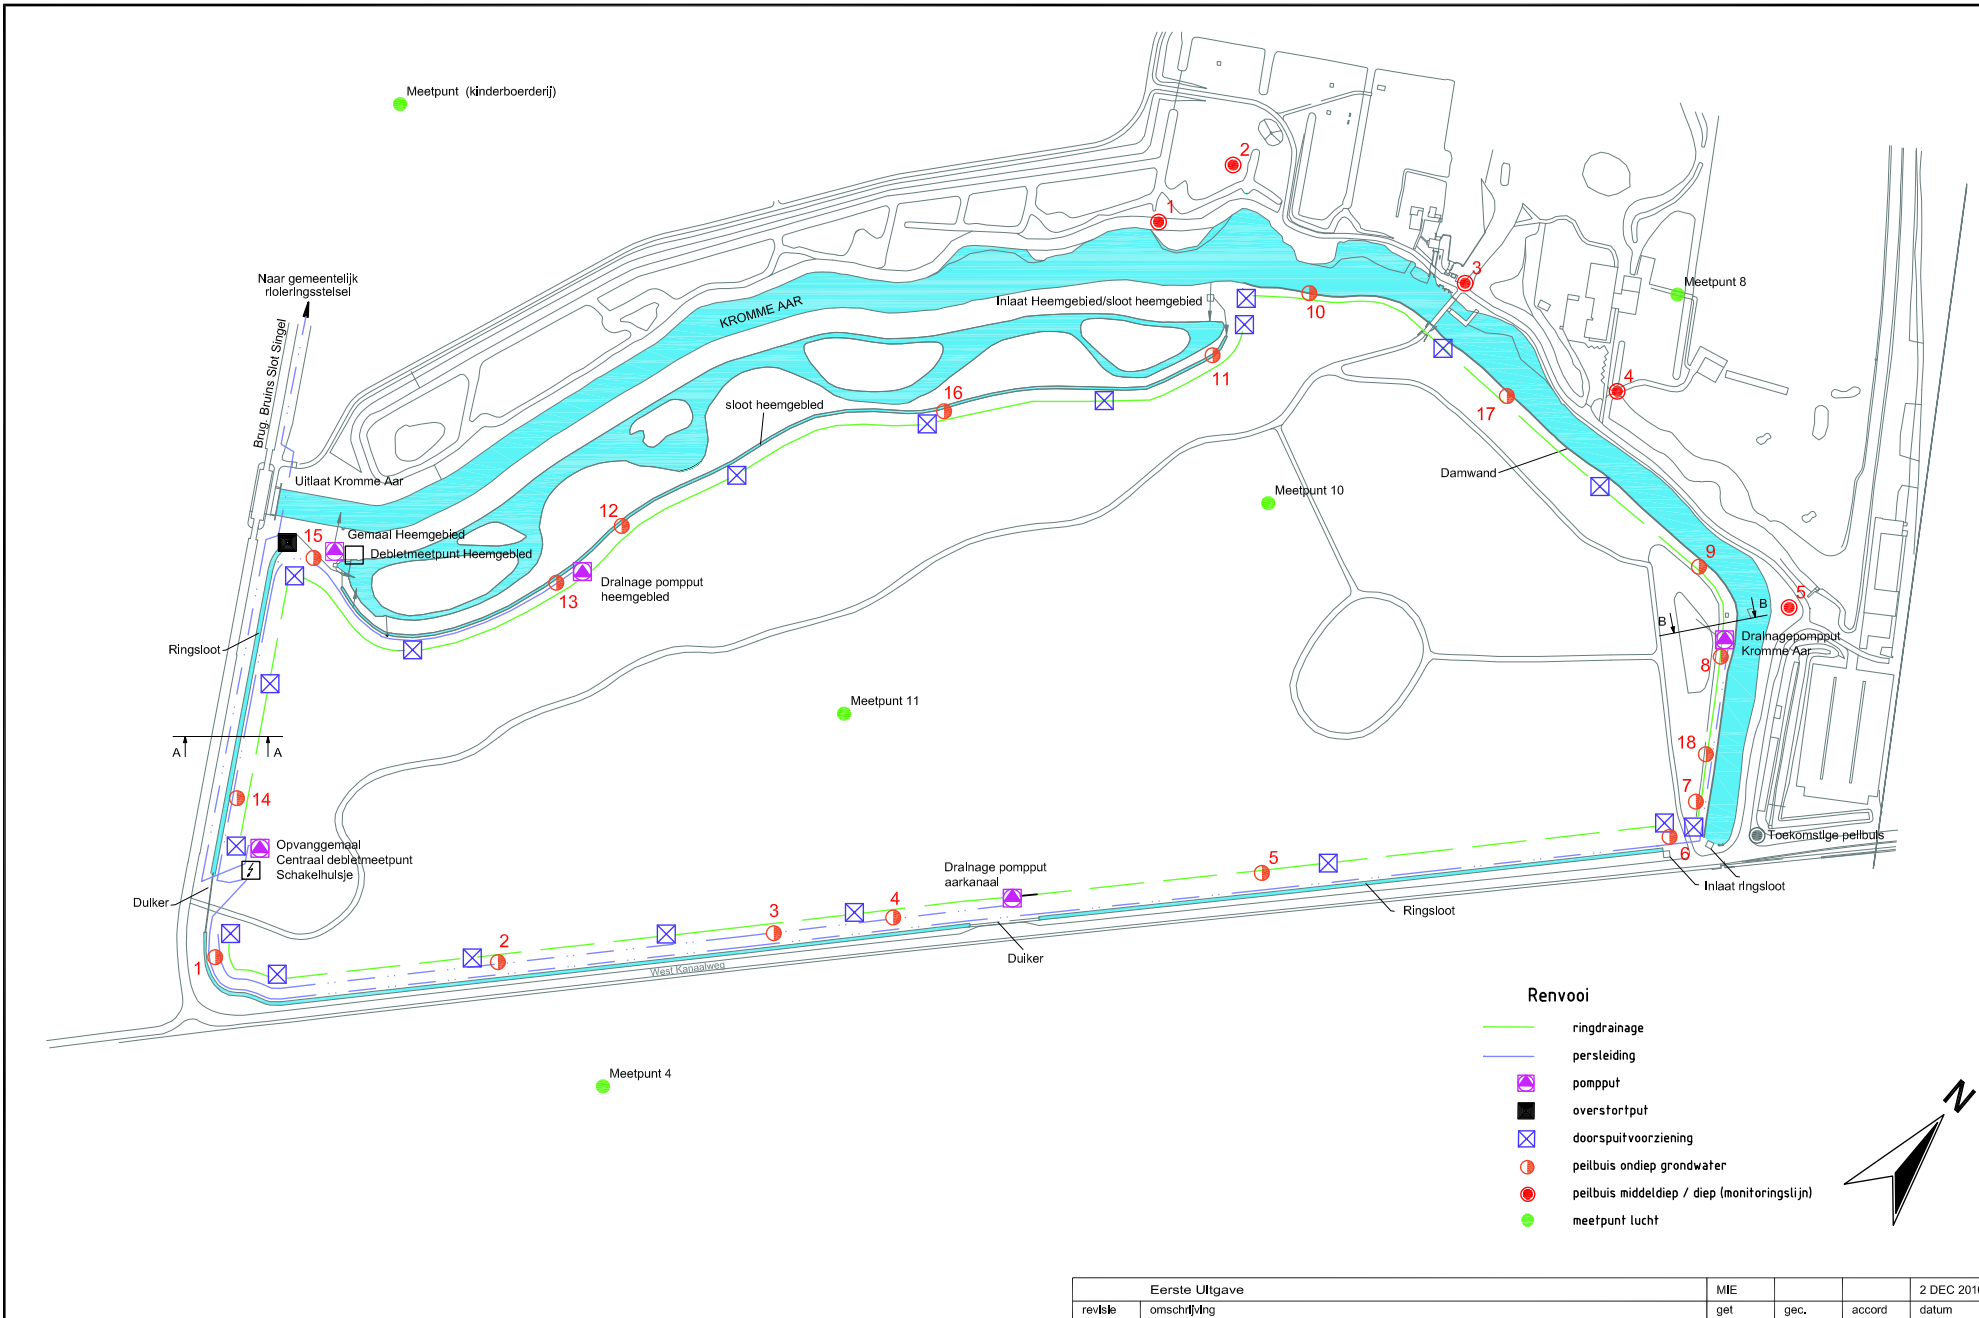 Meetpunt (kinderboerderij)
2
1
3
Naar gemeentelijk
rioleringsstelsel
Meetpunt 8
Inlaat Heemgebied/sloot heemgebied
KROMME AAR
10
Brug. Bruins Slot Singel
11
4
16
sloot heemgebied
17
Damwand
Uitlaat Kromme Aar
Meetpunt 10
12
Gemaal Heemgebied
15
Debietmeetpunt Heemgebied
9
Drainage pompput
heemgebied
13
5
B
B
Drainagepompput
Kromme Aar
Ringsloot
8
Meetpunt 11
A
A
18
14
7
Opvanggemaal
Centraal debietmeetpunt
Schakelhuisje
Toekomstige peilbuis
6
5
Drainage pompput
aarkanaal
Inlaat ringsloot
Duiker
4
3
Ringsloot
2
1
Duiker
West Kanaalweg
Renvooi
ringdrainage
persleiding
Meetpunt 4
pompput
overstortput
doorspuitvoorziening
peilbuis ondiep grondwater
peilbuis middeldiep / diep (monitoringslijn)
meetpunt lucht
N
Eerste Uitgave MIE 2 DEC 2016
revisie omschrijving get gec. accord datum